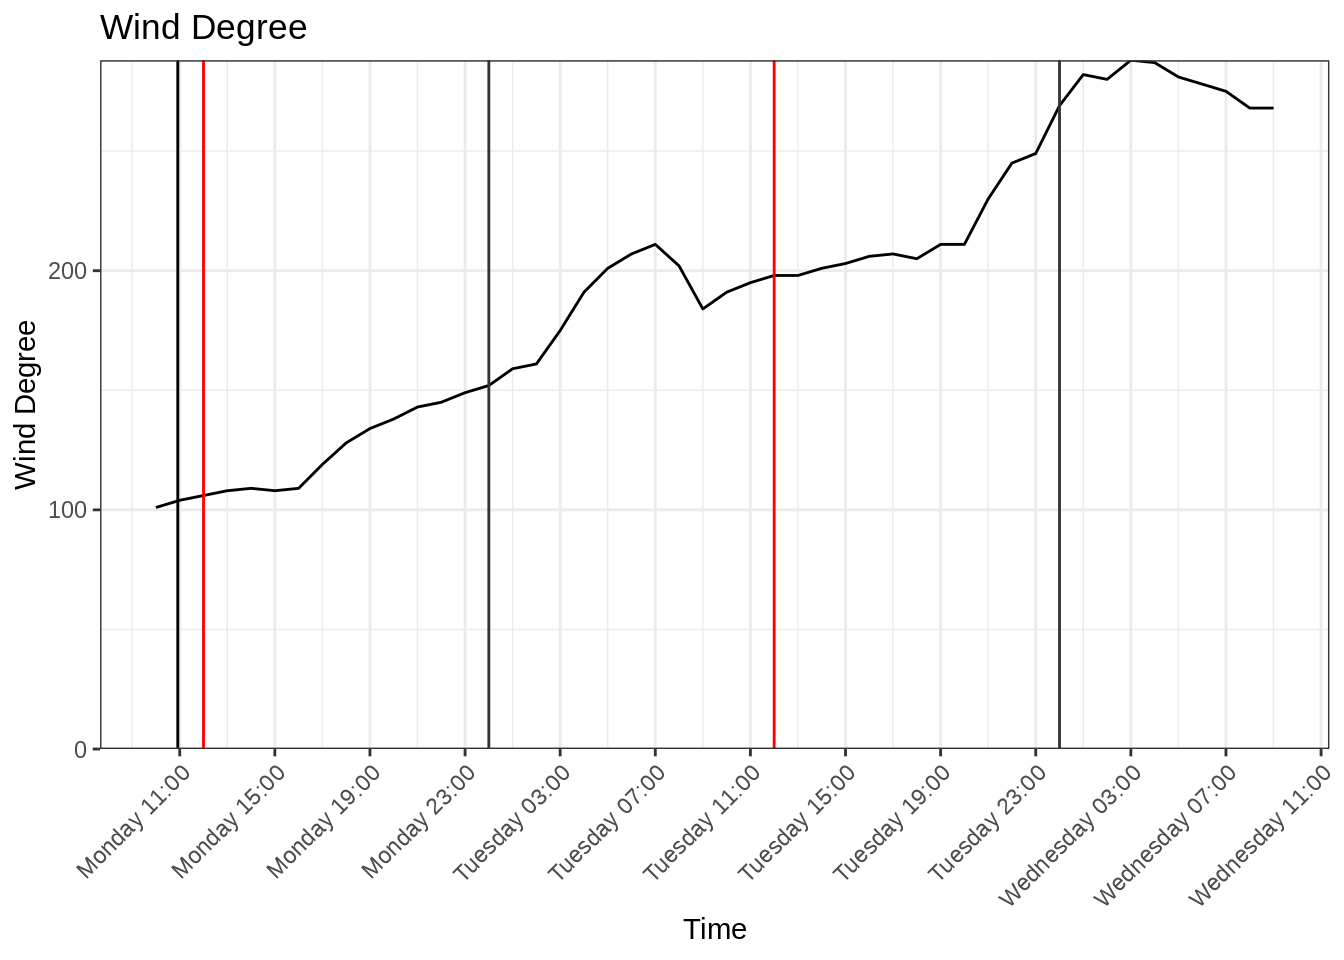 Wind Degree
Wind Degree
200
100
0
Monday 11:00
Monday 15:00
Monday 19:00
Monday 23:00
Tuesday 03:00
Tuesday 07:00
Tuesday 11:00
Tuesday 15:00
Tuesday 19:00
Tuesday 23:00
Wednesday 03:00
Wednesday 07:00
Wednesday 11:00
Time